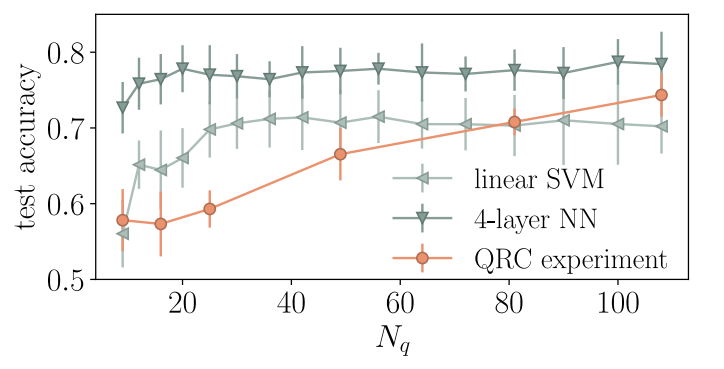 0.8
0.7
0.6
0.5
test accuracy
linear SVM
4-layer NN
QRC experiment
20 40 60 80 100
N_q